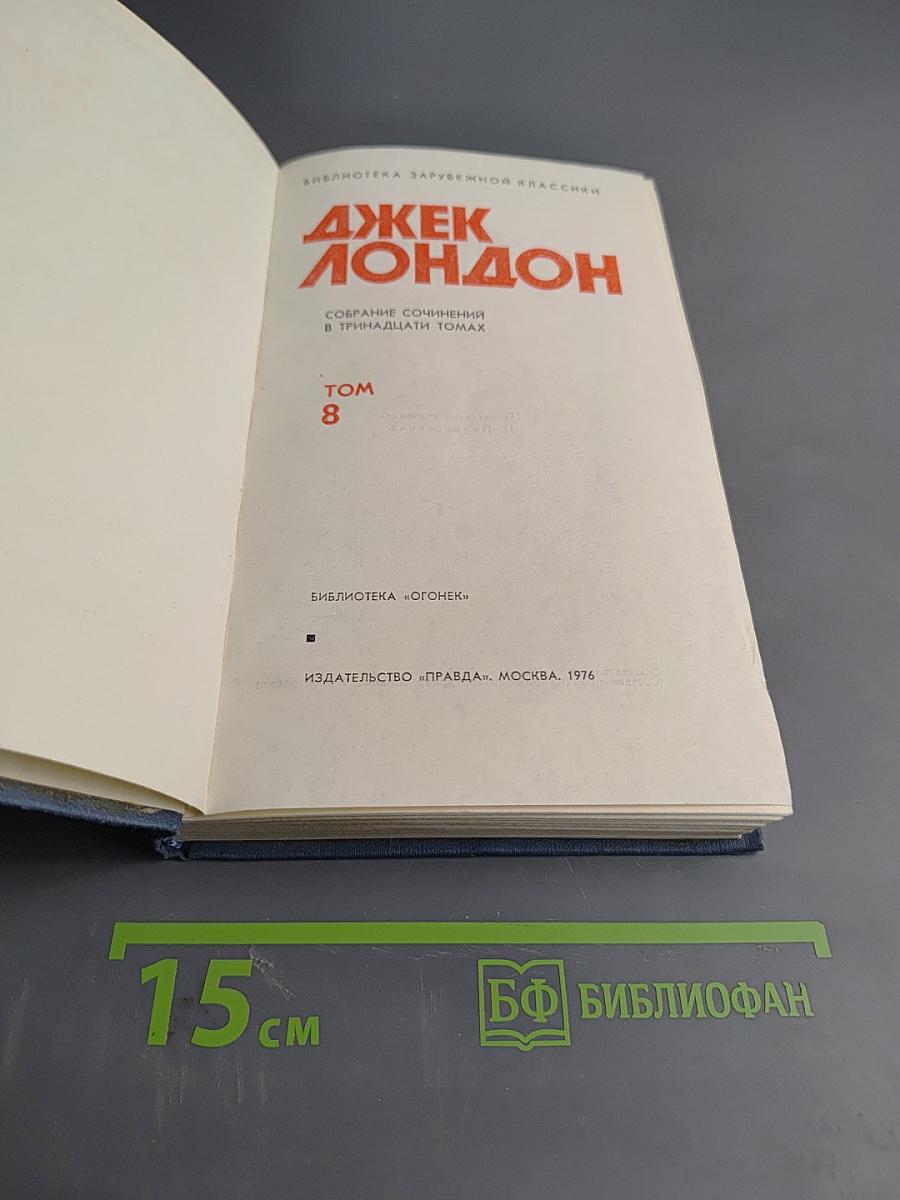 БИБЛИОТЕКА ЗАРУБЕЖНОЙ КЛАССИКИ
ДЖЕК
ЛОНДОН
СОБРАНИЕ СОЧИНЕНИЙ
В ТРИНАДЦАТИ ТОМАХ
ТОМ
8
БИБЛИОТЕКА «ОГОНЕК»
ИЗДАТЕЛЬСТВО «ПРАВДА». МОСКВА. 1976
15 см
БФ БИБЛИОФАН